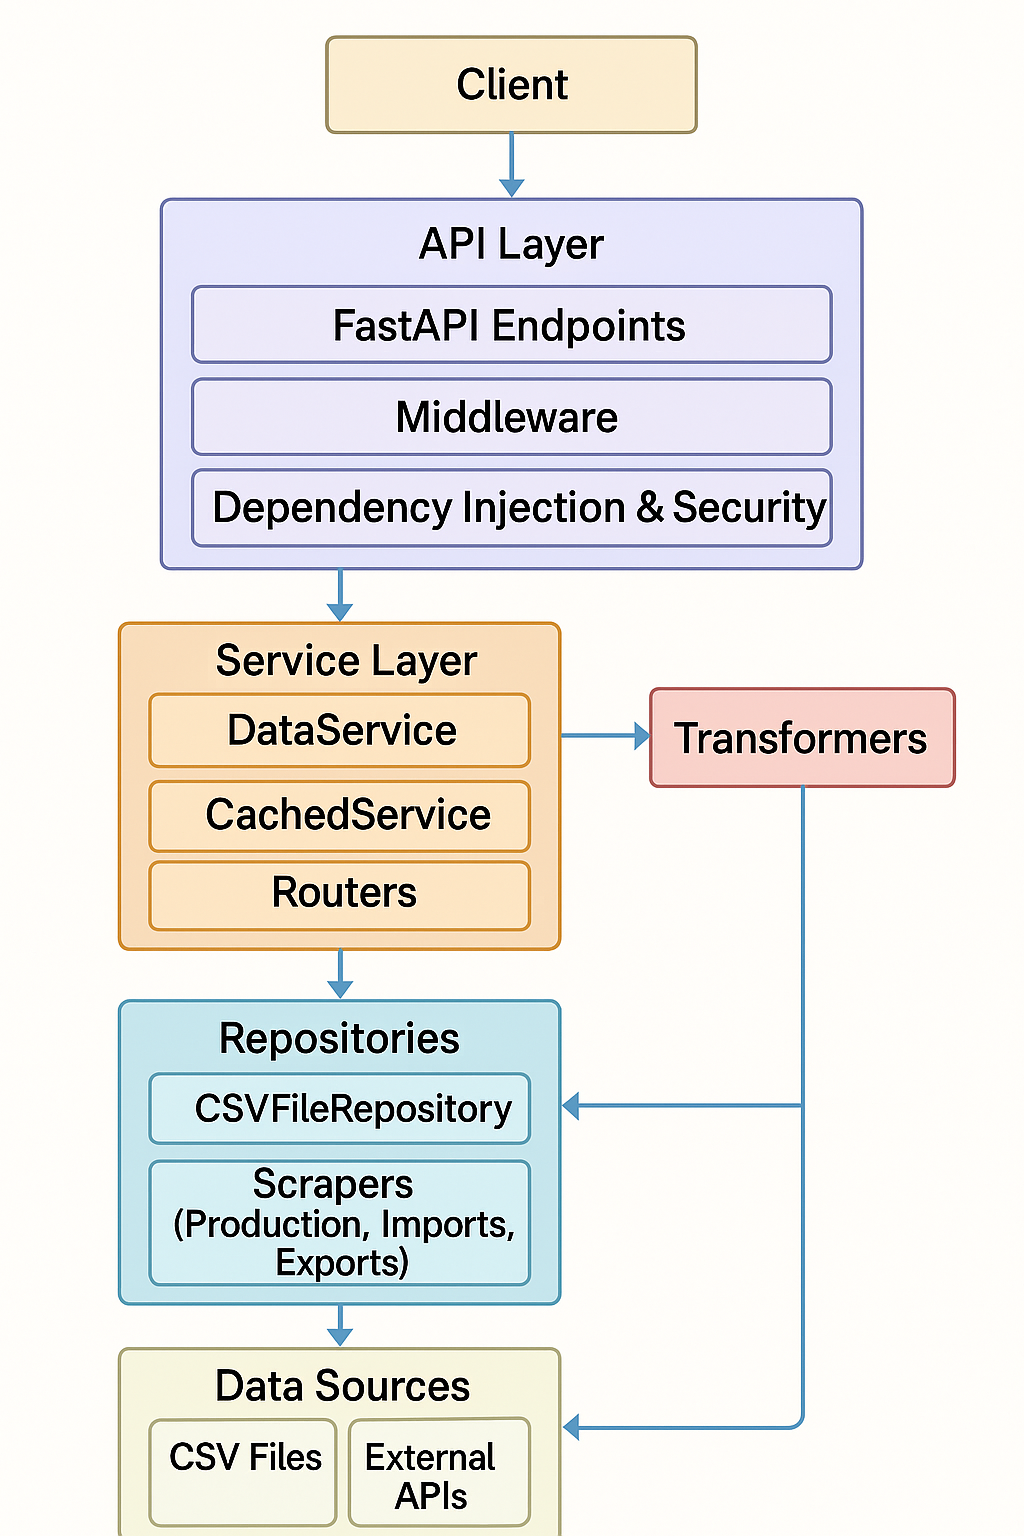 Client
API Layer
FastAPI Endpoints
Middleware
Dependency Injection & Security
Service Layer
DataService
CachedService
Routers
Transformers
Repositories
CSVFileRepository
Scrapers
(Production, Imports,
Exports)
Data Sources
CSV Files
External
APIs